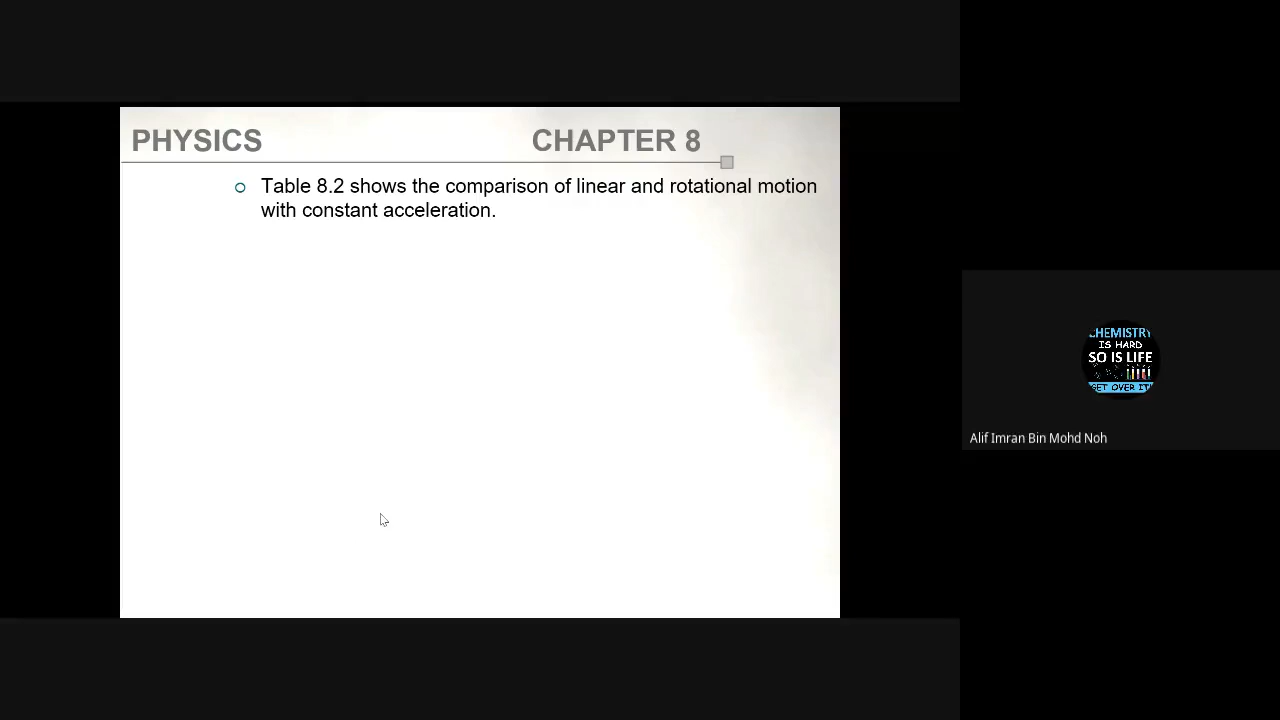 PHYSICS CHAPTER 8
Table 8.2 shows the comparison of linear and rotational motion
with constant acceleration.
CHEMISTRY
IS HARD
SO IS LIFE
GET OVER IT!
Alif Imran Bin Mohd Noh